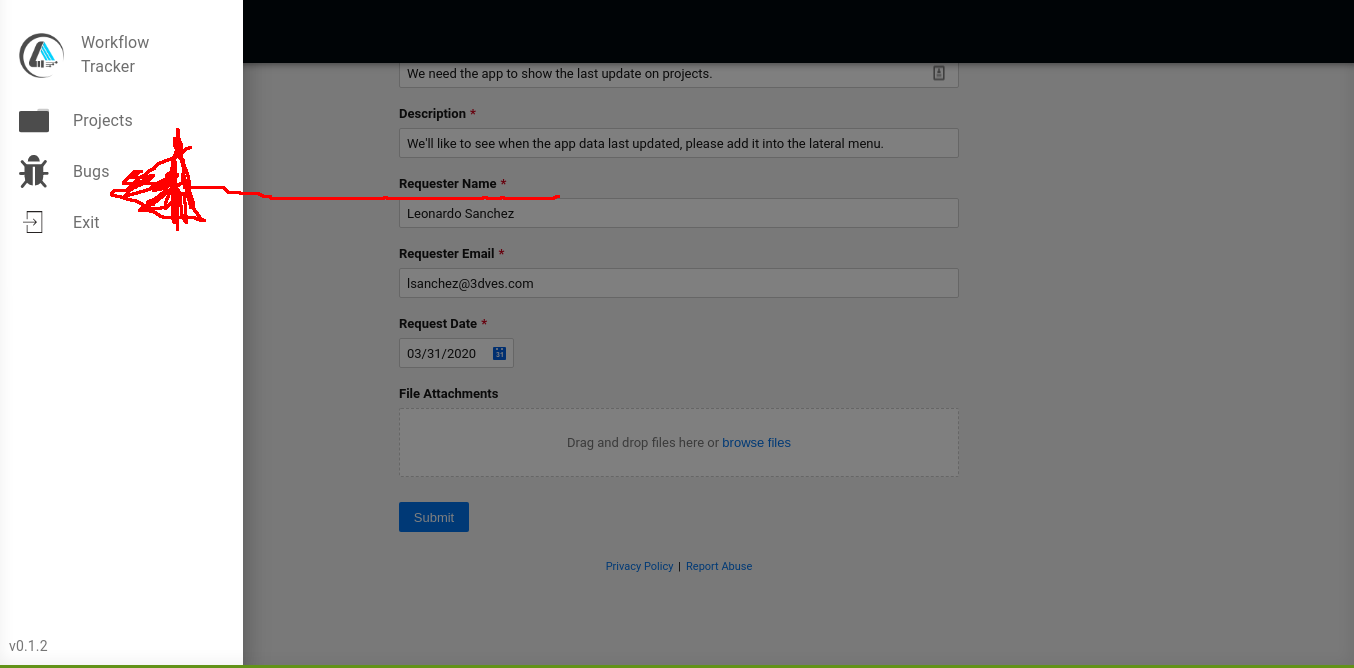 Workflow
Tracker
Projects
Bugs
Exit
v0.1.2
We need the app to show the last update on projects.
Description *
We'll like to see when the app data last updated, please add it into the lateral menu.
Requester Name *
Leonardo Sanchez
Requester Email *
lsanchez@3dves.com
Request Date *
03/31/2020
31
File Attachments
Drag and drop files here or browse files
Submit
Privacy Policy | Report Abuse